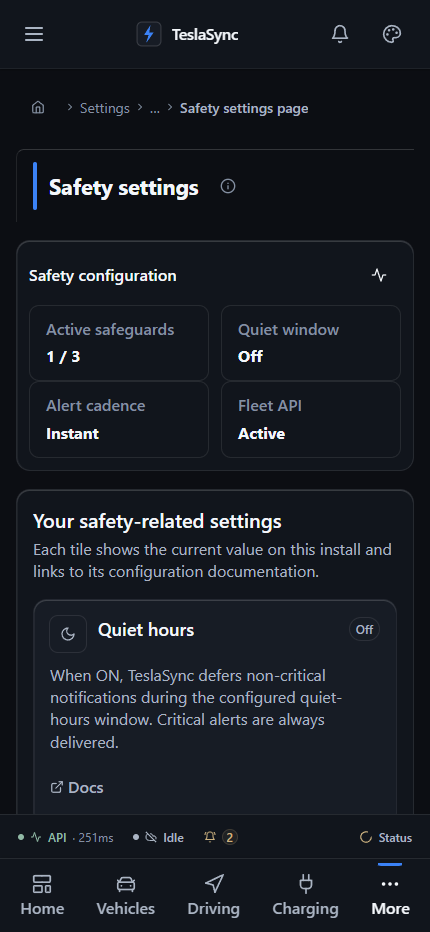 TeslaSync
Settings
...
Safety settings page
Safety settings
Safety configuration
Active safeguards
1 / 3
Quiet window
Off
Alert cadence
Instant
Fleet API
Active
Your safety-related settings
Each tile shows the current value on this install and
links to its configuration documentation.
Quiet hours
Off
When ON, TeslaSync defers non-critical
notifications during the configured quiet-
hours window. Critical alerts are always
delivered.
Docs
API · 251ms
Idle
2
Status
Home
Vehicles
Driving
Charging
More